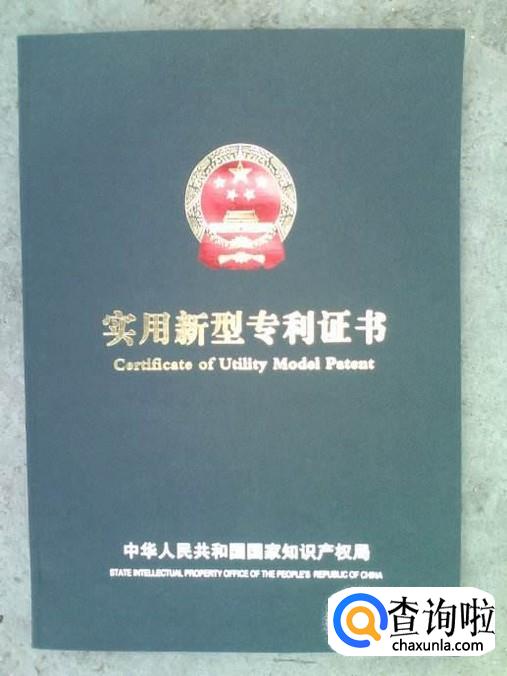 实用新型专利证书
Certificate of Utility Model Patent
中华人民共和国国家知识产权局
STATE INTELLECTUAL PROPERTY OFFICE OF THE PEOPLE'S REPUBLIC OF CHINA
查询啦
chaxunla.com